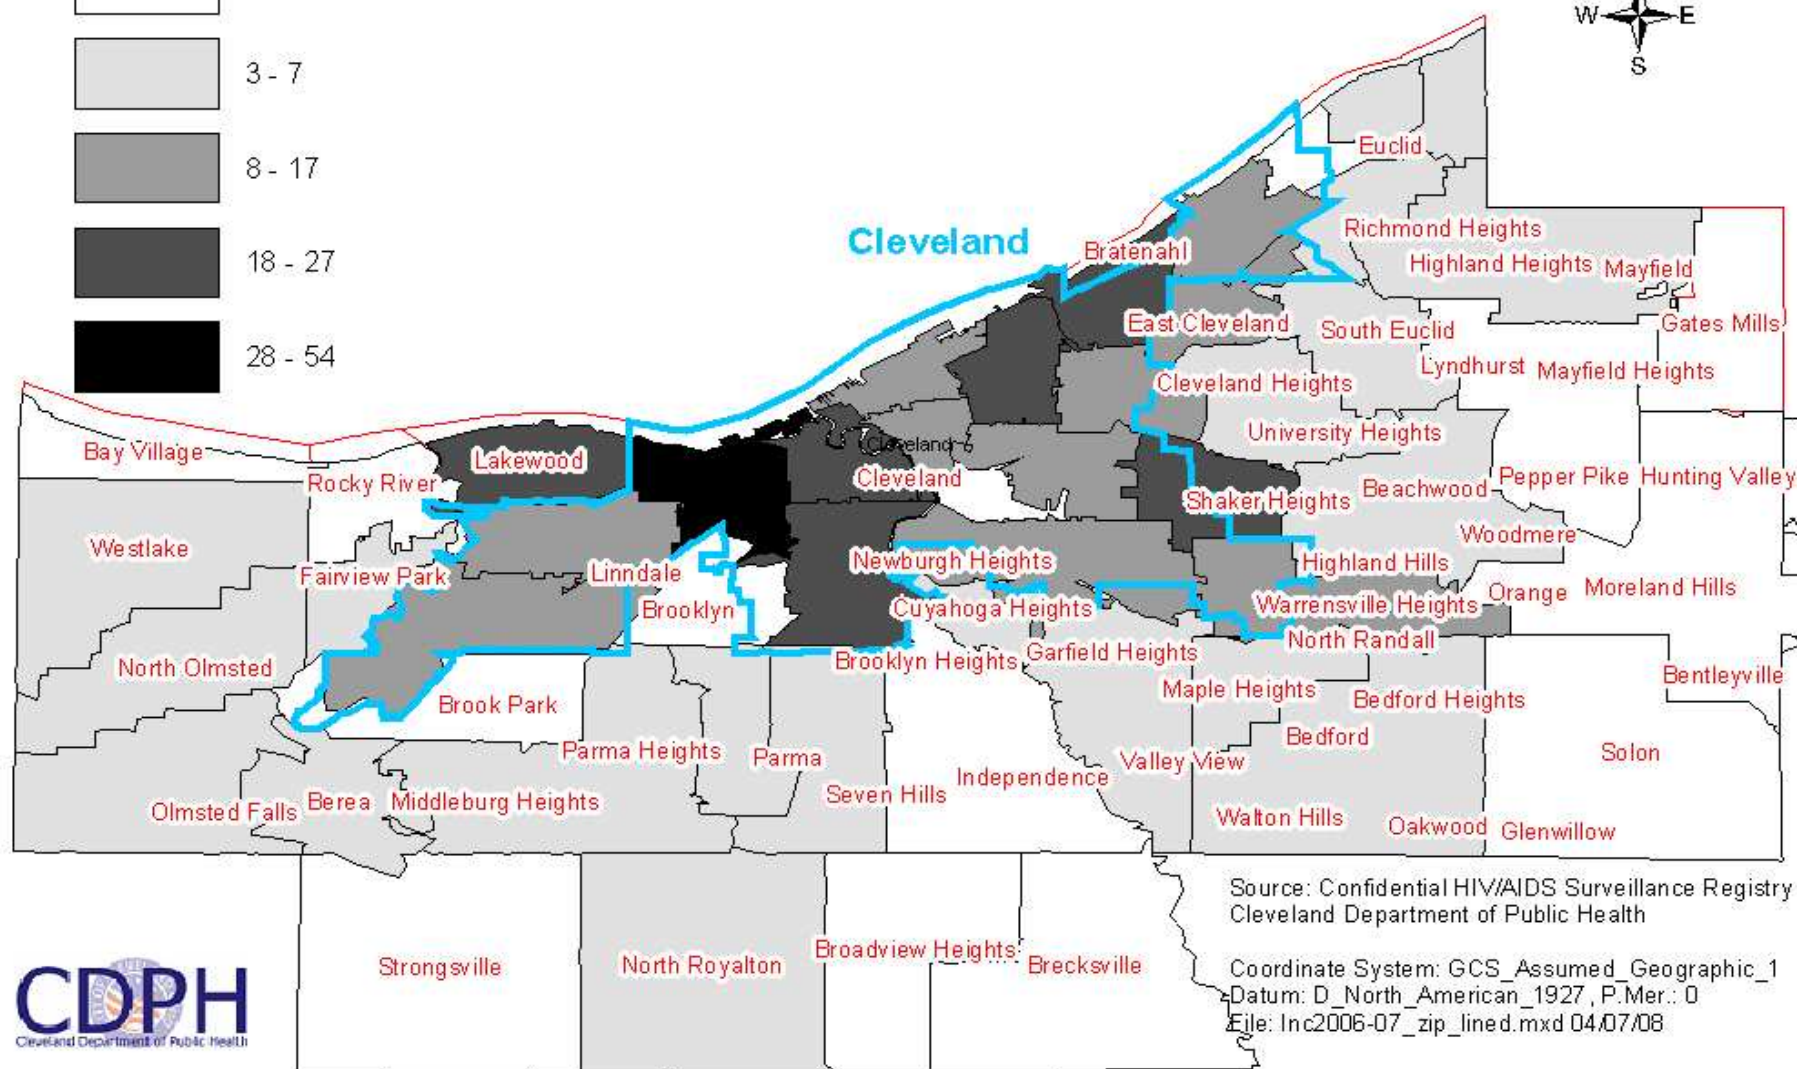 W E
S
3 - 7
8 - 17
18 - 27
28 - 54
Cleveland
Euclid
Bratenahl
Richmond Heights
Highland Heights
Mayfield
East Cleveland
South Euclid
Gates Mills
Lyndhurst
Mayfield Heights
Cleveland Heights
University Heights
Bay Village
Lakewood
Cleveland
Rocky River
Cleveland
Shaker Heights
Beachwood
Pepper Pike
Hunting Valley
Westlake
Woodmere
Fairview Park
Linndale
Newburgh Heights
Highland Hills
Brooklyn
Cuyahoga Heights
Warrensville Heights
Orange
Moreland Hills
North Randall
North Olmsted
Brooklyn Heights
Garfield Heights
Bentleyville
Brook Park
Maple Heights
Bedford Heights
Bedford
Parma Heights
Parma
Valley View
Solon
Independence
Olmsted Falls
Berea
Middleburg Heights
Seven Hills
Walton Hills
Oakwood
Glenwillow
Strongsville
North Royalton
Broadview Heights
Brecksville
Source: Confidential HIV/AIDS Surveillance Registry
Cleveland Department of Public Health
Coordinate System: GCS_Assumed_Geographic_1
Datum: D_North_American_1927, P.Mer.: 0
File: Inc2006-07_zip_lined.mxd 04/07/08
CDPH
Cleveland Department of Public Health